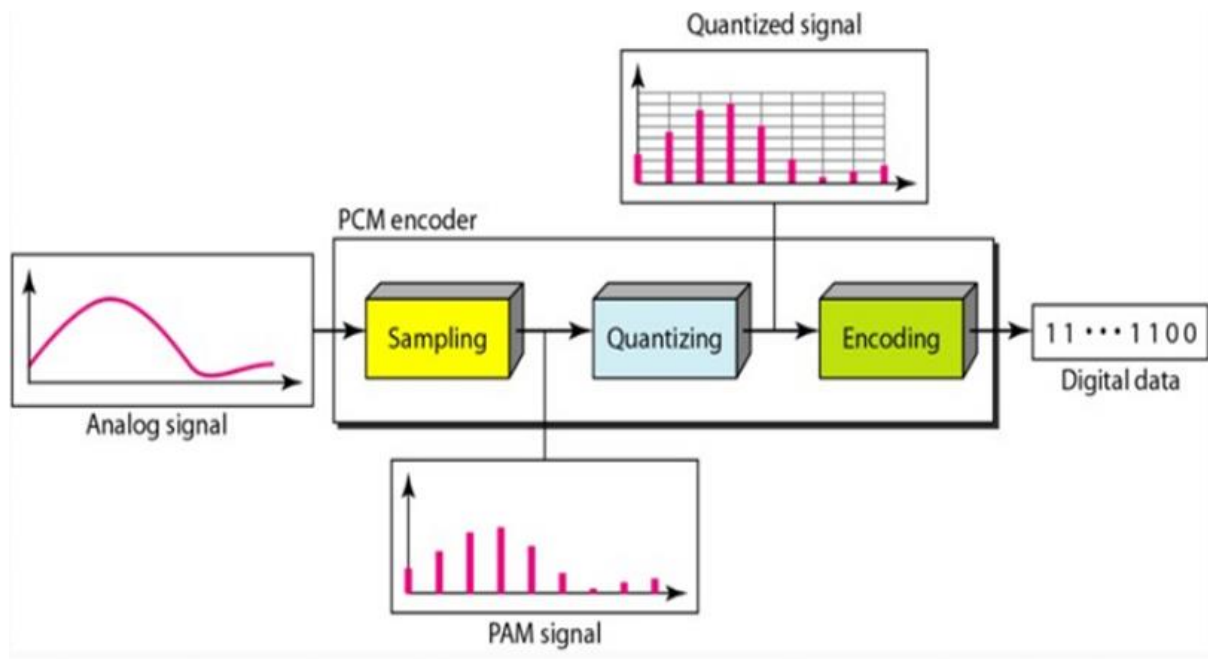 Quantized signal
PCM encoder
Sampling
Quantizing
Encoding
11 ••• 1100
Digital data
Analog signal
PAM signal